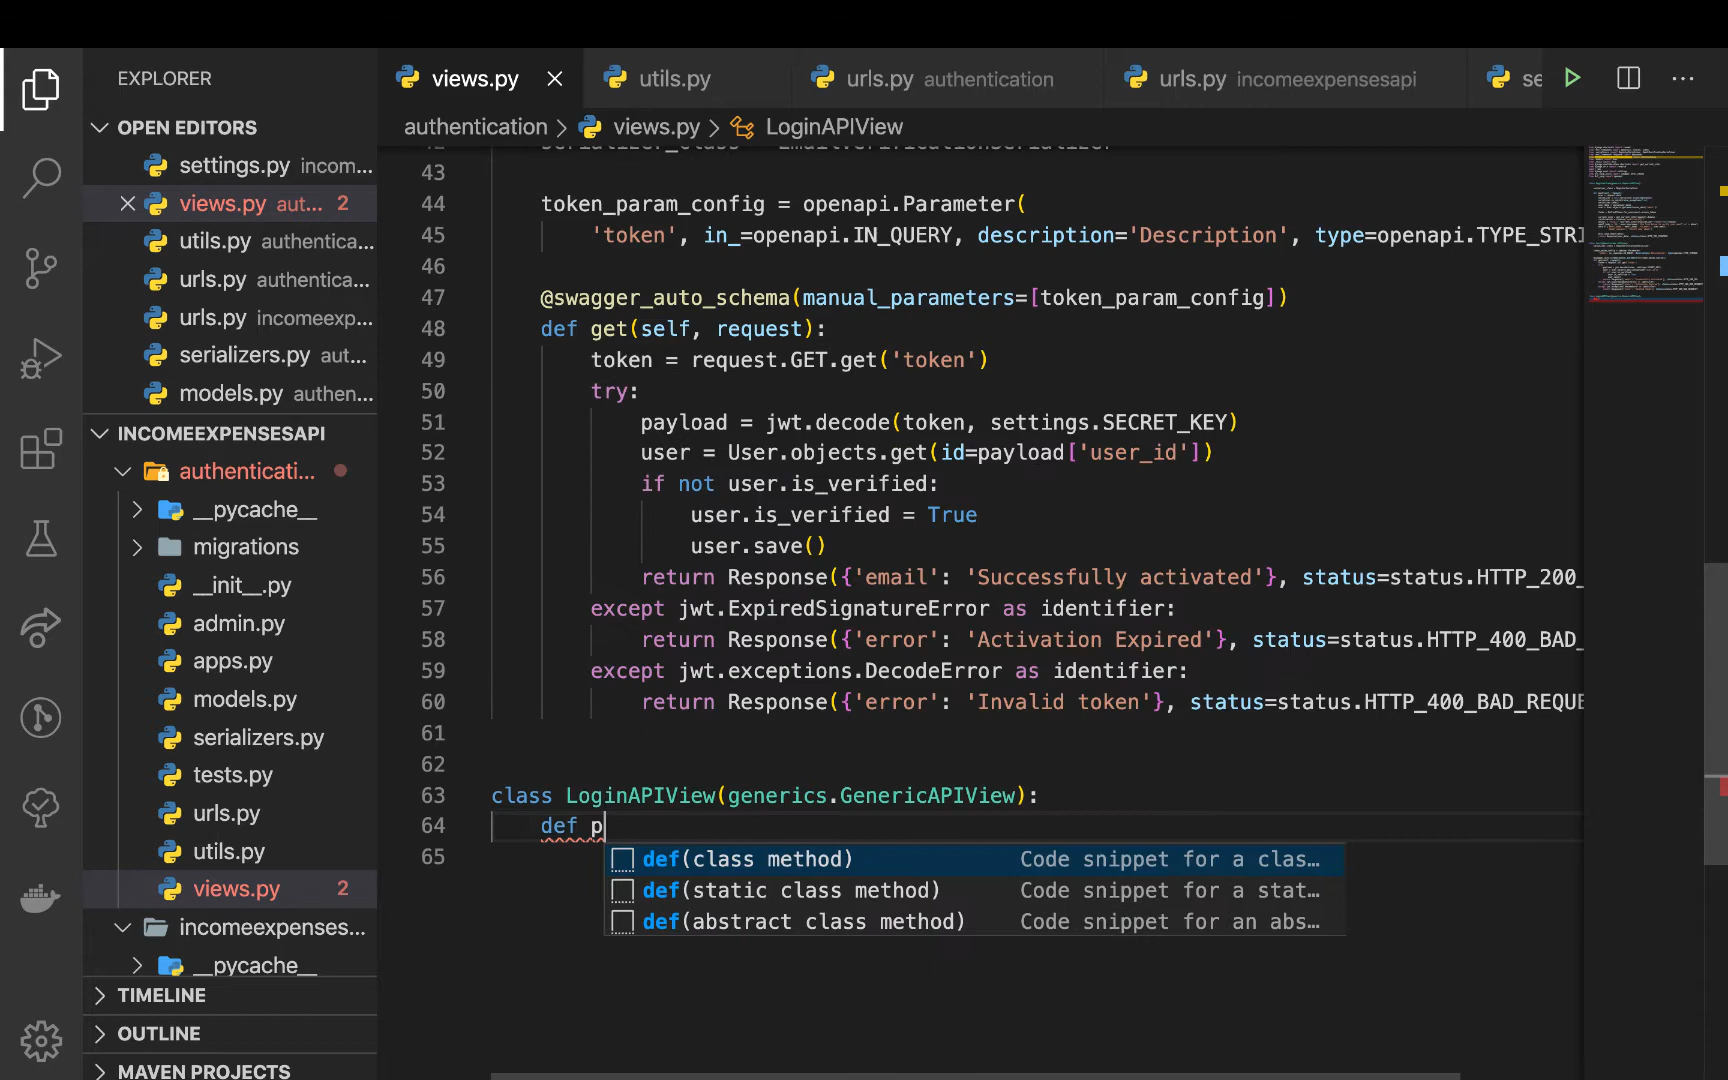 EXPLORER
OPEN EDITORS
settings.py incom...
views.py aut... 2
utils.py authentica...
urls.py authentica...
urls.py incomeexp...
serializers.py aut...
models.py authen...
INCOMEEXPENSESAPI
authenticati...
__pycache__
migrations
__init__.py
admin.py
apps.py
models.py
serializers.py
tests.py
urls.py
utils.py
views.py 2
incomeexpenses...
__pycache__
TIMELINE
OUTLINE
MAVEN PROJECTS
views.py utils.py urls.py authentication urls.py incomeexpensesapi se
authentication > views.py > LoginAPIView
43
44 token_param_config = openapi.Parameter(
45 'token', in_=openapi.IN_QUERY, description='Description', type=openapi.TYPE_STRI
46
47 @swagger_auto_schema(manual_parameters=[token_param_config])
48 def get(self, request):
49 token = request.GET.get('token')
50 try:
51 payload = jwt.decode(token, settings.SECRET_KEY)
52 user = User.objects.get(id=payload['user_id'])
53 if not user.is_verified:
54 user.is_verified = True
55 user.save()
56 return Response({'email': 'Successfully activated'}, status=status.HTTP_200_
57 except jwt.ExpiredSignatureError as identifier:
58 return Response({'error': 'Activation Expired'}, status=status.HTTP_400_BAD_
59 except jwt.exceptions.DecodeError as identifier:
60 return Response({'error': 'Invalid token'}, status=status.HTTP_400_BAD_REQUE
61
62
63 class LoginAPIView(generics.GenericAPIView):
64 def p
65
def(class method) Code snippet for a clas...
def(static class method) Code snippet for a stat...
def(abstract class method) Code snippet for an abs...